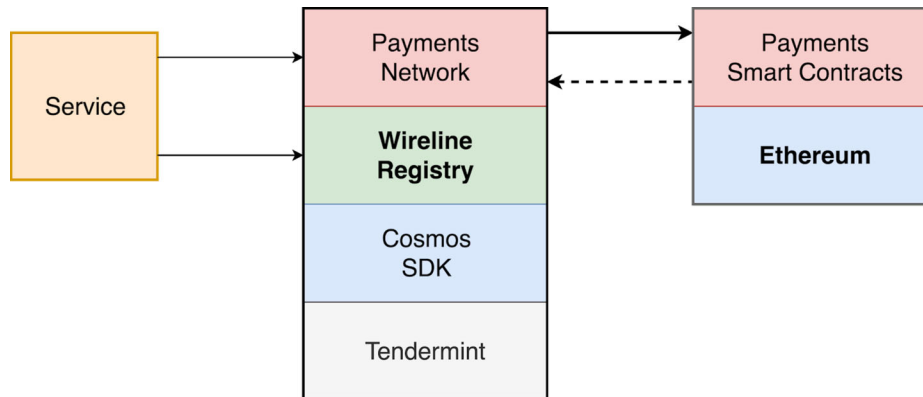 Service
Payments
Network
Wireline
Registry
Cosmos
SDK
Tendermint
Payments
Smart Contracts
Ethereum